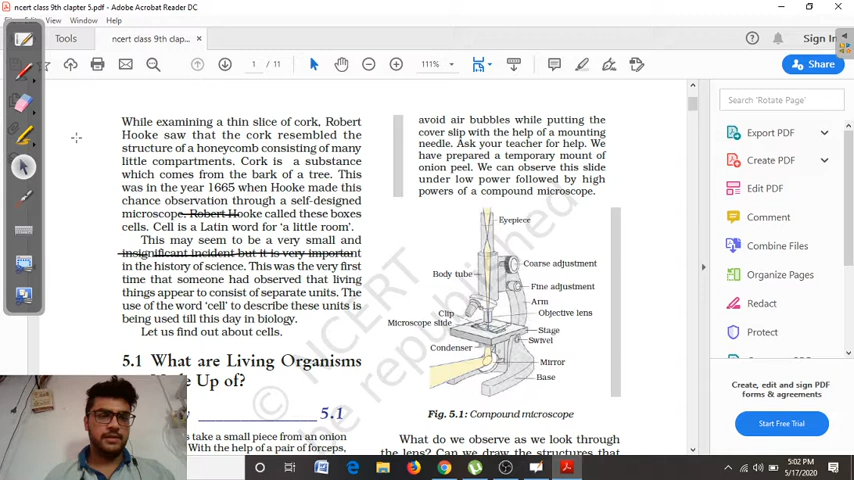 ncert class 9th chapter 5.pdf - Adobe Acrobat Reader DC
View Window Help
Tools
ncert class 9th chap...
Sign In
1 / 11
111%
Share
While examining a thin slice of cork, Robert
Hooke saw that the cork resembled the
structure of a honeycomb consisting of many
little compartments. Cork is a substance
which comes from the bark of a tree. This
was in the year 1665 when Hooke made this
chance observation through a self-designed
microscope. Robert Hooke called these boxes
cells. Cell is a Latin word for 'a little room'.
This may seem to be a very small and
insignificant incident but it is very important
in the history of science. This was the very first
time that someone had observed that living
things appear to consist of separate units. The
use of the word 'cell' to describe these units is
being used till this day in biology.
Let us find out about cells.
5.1 What are Living Organisms
Up of?
5.1
take a small piece from an onion
With the help of a pair of forceps,
avoid air bubbles while putting the
cover slip with the help of a mounting
needle. Ask your teacher for help. We
have prepared a temporary mount of
onion peel. We can observe this slide
under low power followed by high
powers of a compound microscope.
Eyepiece
Coarse adjustment
Body tube
Fine adjustment
Arm
Clip
Objective lens
Microscope slide
Stage
Swivel
Condenser
Mirror
Base
© NCERT
be republished
Fig. 5.1: Compound microscope
What do we observe as we look through
the lens? Can we draw the structures that
Search 'Rotate Page'
Export PDF
Create PDF
Edit PDF
Comment
Combine Files
Organize Pages
Redact
Protect
Create, edit and sign PDF
forms & agreements
Start Free Trial
5:02 PM
5/17/2020